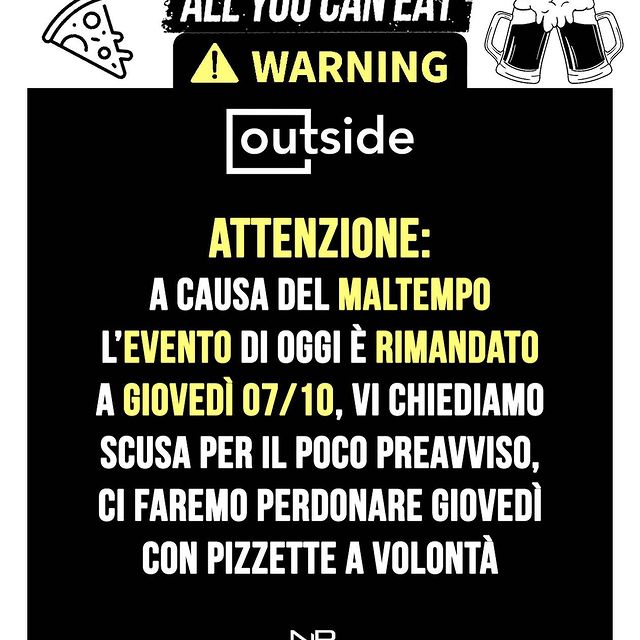 ALL YOU CAN EAT
WARNING
outside
ATTENZIONE:
A CAUSA DEL MALTEMPO
L'EVENTO DI OGGI È RIMANDATO
A GIOVEDÌ 07/10, VI CHIEDIAMO
SCUSA PER IL POCO PREAVVISO,
CI FAREMO PERDONARE GIOVEDÌ
CON PIZZETTE A VOLONTÀ